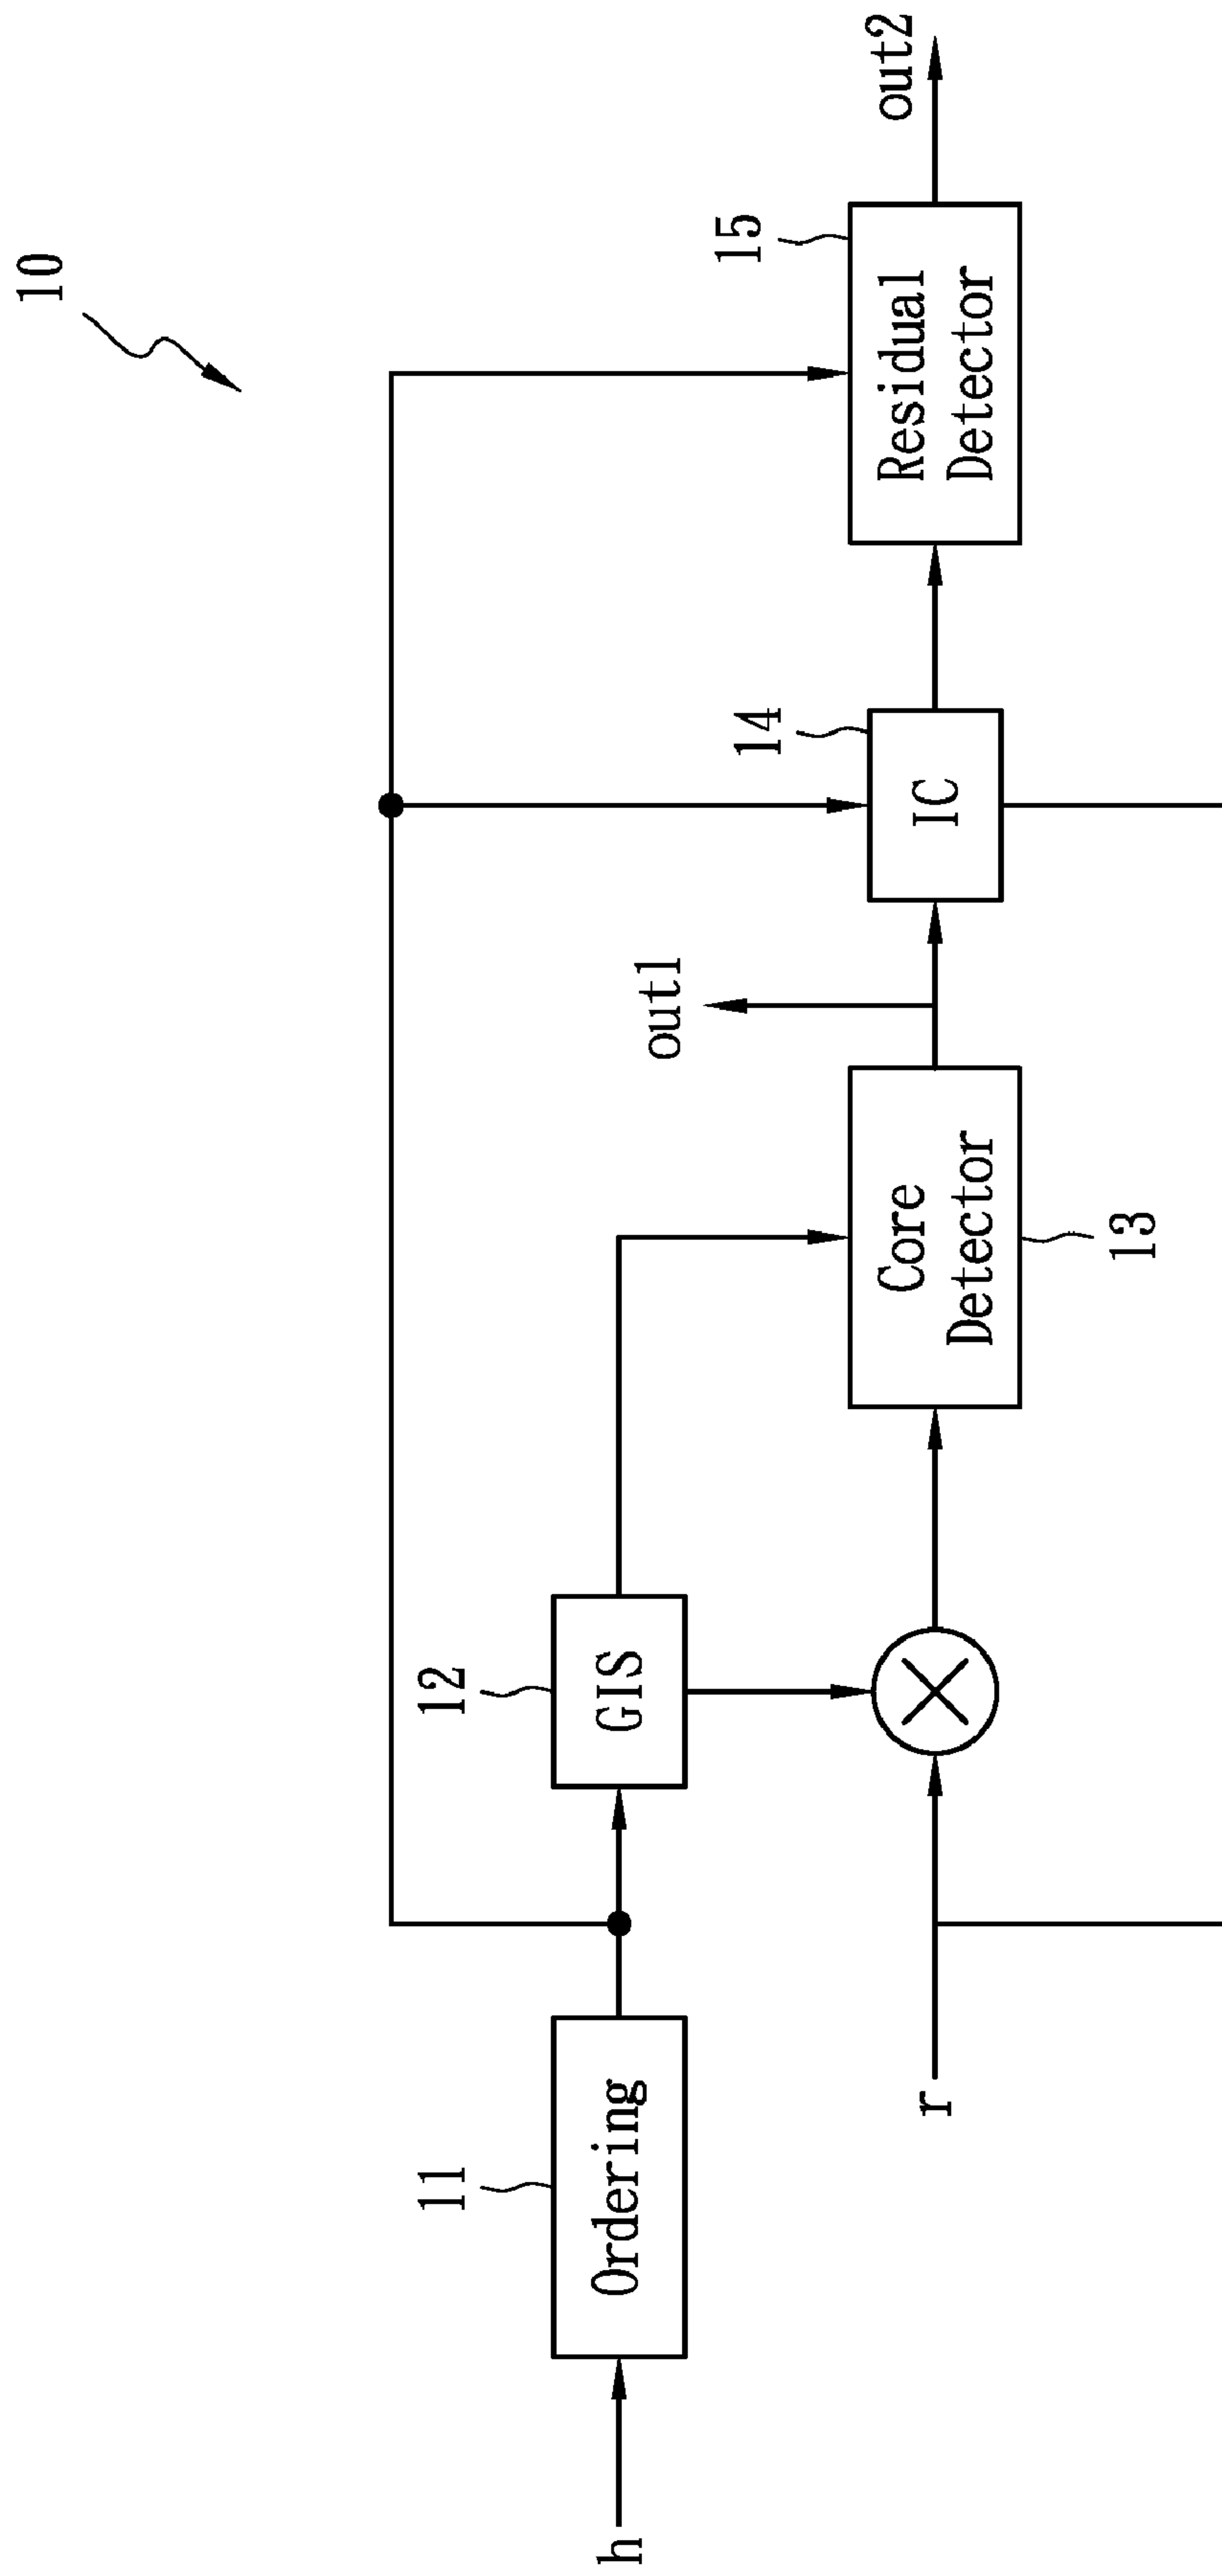 10
h
11
Ordering
12
GIS
r
Core
Detector
13
out1
14
IC
15
Residual
Detector
out2